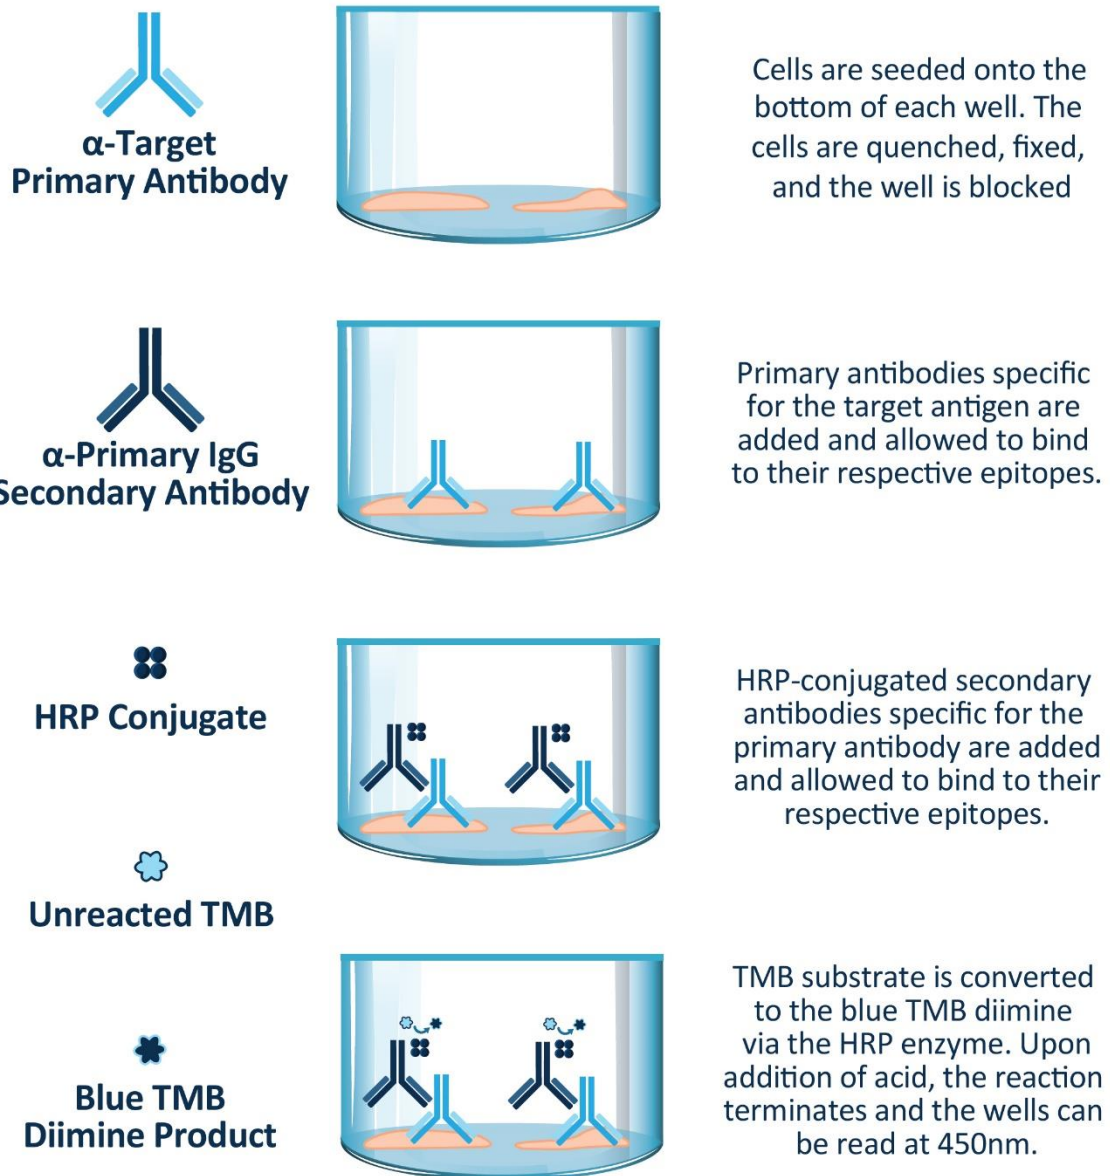 α-Target
Primary Antibody
Cells are seeded onto the
bottom of each well. The
cells are quenched, fixed,
and the well is blocked
α-Primary IgG
Secondary Antibody
Primary antibodies specific
for the target antigen are
added and allowed to bind
to their respective epitopes.
HRP Conjugate
HRP-conjugated secondary
antibodies specific for the
primary antibody are added
and allowed to bind to their
respective epitopes.
Unreacted TMB
Blue TMB
Diimine Product
TMB substrate is converted
to the blue TMB diimine
via the HRP enzyme. Upon
addition of acid, the reaction
terminates and the wells can
be read at 450nm.